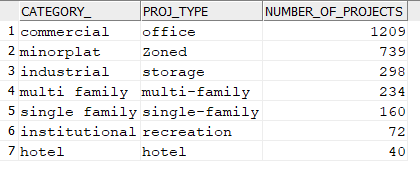 CATEGORY_ PROJ_TYPE NUMBER_OF_PROJECTS
1 commercial office 1209
2 minorplat zoned 739
3 industrial storage 298
4 multi family multi-family 234
5 single family single-family 160
6 institutional recreation 72
7 hotel hotel 40